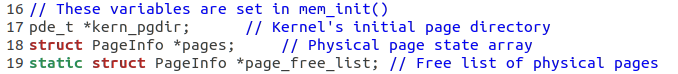 16 // These variables are set in mem_init()
17 pde_t *kern_pgdir;      // Kernel's initial page directory
18 struct PageInfo *pages;     // Physical page state array
19 static struct PageInfo *page_free_list; // Free list of physical pages